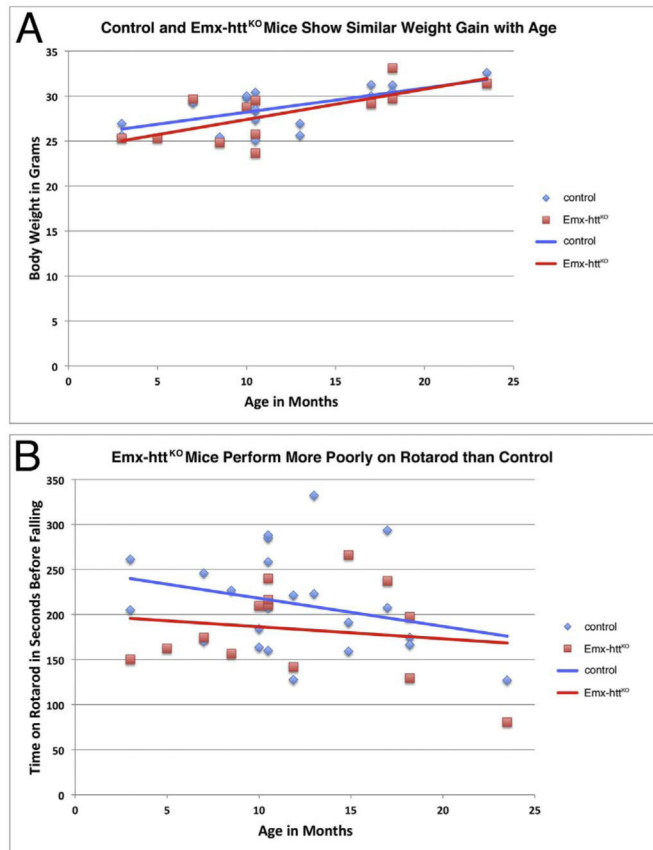 A
Control and Emx-htt^KO Mice Show Similar Weight Gain with Age
35
30
25
20
15
10
5
0
Body Weight in Grams
0 5 10 15 20 25
Age in Months
control
Emx-htt^KO
control
Emx-htt^KO
B
Emx-htt^KO Mice Perform More Poorly on Rotarod than Control
350
300
250
200
150
100
50
0
Time on Rotarod in Seconds Before Falling
0 5 10 15 20 25
Age in Months
control
Emx-htt^KO
control
Emx-htt^KO